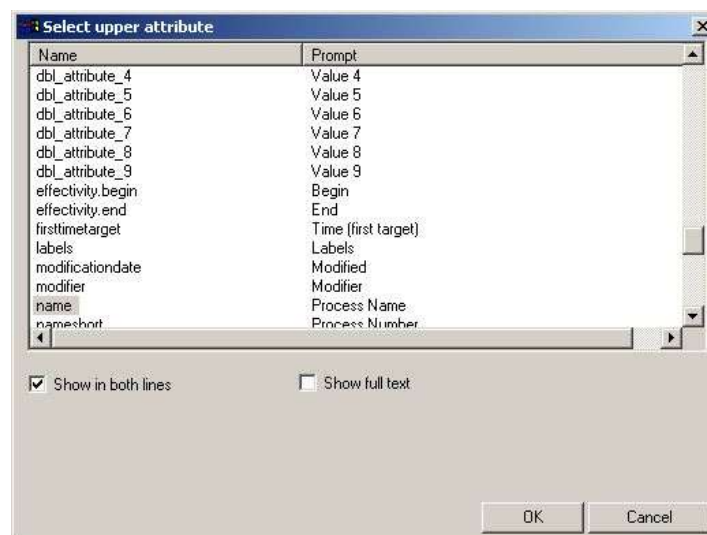 Select upper attribute
Name Prompt
dbl_attribute_4 Value 4
dbl_attribute_5 Value 5
dbl_attribute_6 Value 6
dbl_attribute_7 Value 7
dbl_attribute_8 Value 8
dbl_attribute_9 Value 9
effectivity.begin Begin
effectivity.end End
firsttimetarget Time (first target)
labels Labels
modificationdate Modified
modifier Modifier
name Process Name
nameshort Process Number
Show in both lines Show full text
OK Cancel